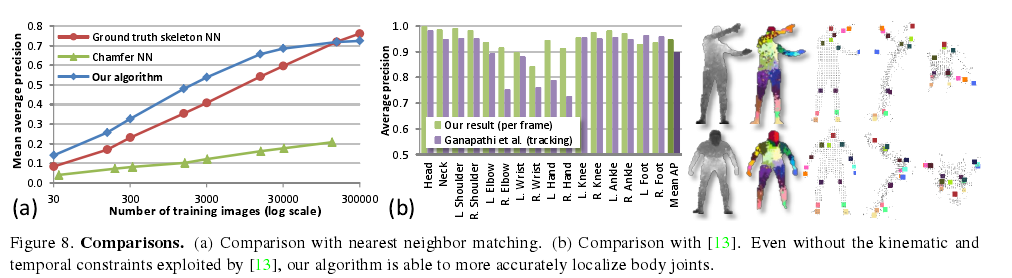 0.8
0.7
0.6
0.5
0.4
0.3
0.2
0.1
0.0
Mean average precision
Ground truth skeleton NN
Chamfer NN
Our algorithm
30 300 3000 30000 300000
Number of training images (log scale)
(a)
1.0
0.9
0.8
0.7
0.6
0.5
Average precision
Our result (per frame)
Ganapathi et al. (tracking)
Head
Neck
L. Shoulder
R. Shoulder
L. Elbow
R. Elbow
L. Wrist
R. Wrist
L. Hand
R. Hand
L. Knee
R. Knee
L. Ankle
R. Ankle
L. Foot
R. Foot
Mean AP
(b)
Figure 8. Comparisons. (a) Comparison with nearest neighbor matching. (b) Comparison with [13]. Even without the kinematic and
temporal constraints exploited by [13], our algorithm is able to more accurately localize body joints.